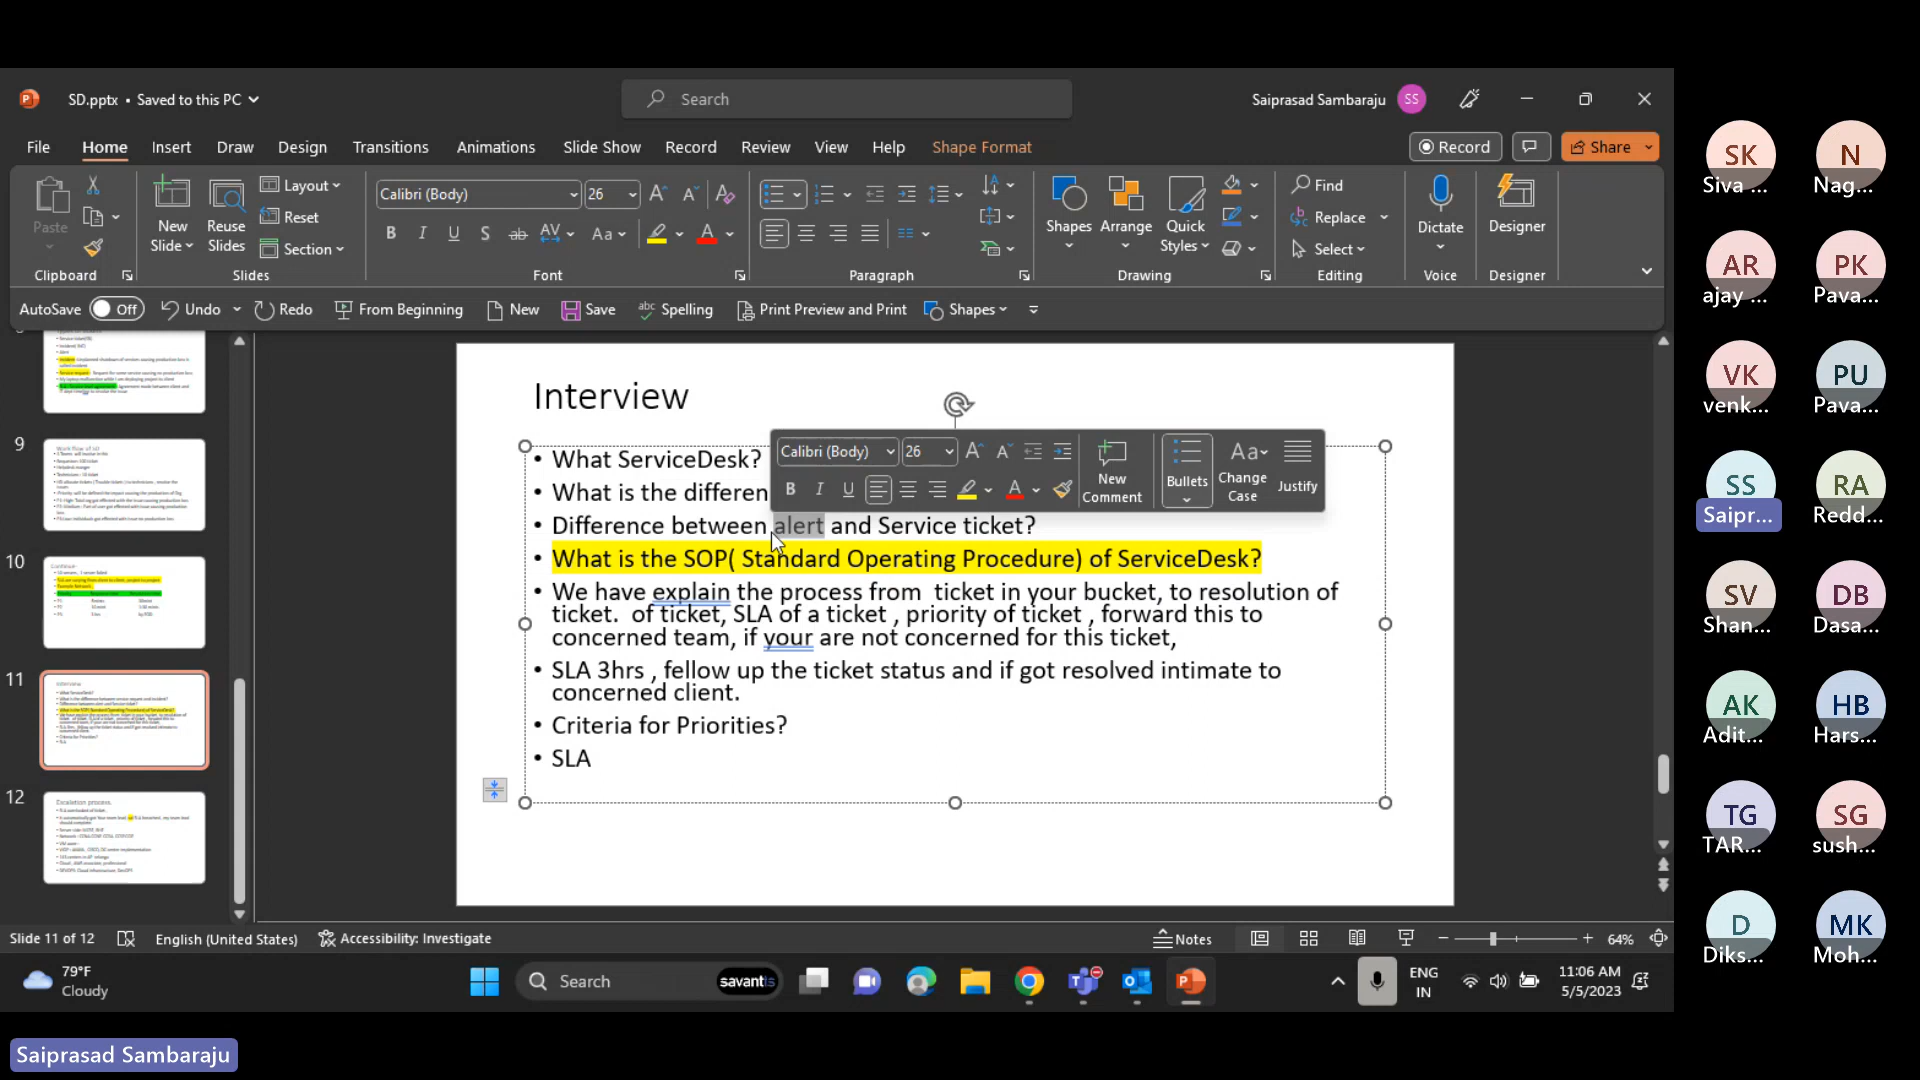 SD.pptx • Saved to this PC
Search
Saiprasad Sambaraju
SS
File
Home
Insert
Draw
Design
Transitions
Animations
Slide Show
Record
Review
View
Help
Shape Format
Record
Share
Paste
New
Slide
Reuse
Slides
Layout
Reset
Section
Calibri (Body)
26
Shapes
Arrange
Quick
Styles
Find
Replace
Select
Dictate
Designer
Clipboard
Slides
Font
Paragraph
Drawing
Editing
Voice
Designer
AutoSave
Off
Undo
Redo
From Beginning
New
Save
Spelling
Print Preview and Print
Shapes
9
10
11
12
Escalation process.
Interview
• What ServiceDesk?
• What is the differen
• Difference between alert and Service ticket?
• What is the SOP( Standard Operating Procedure) of ServiceDesk?
• We have explain the process from ticket in your bucket, to resolution of
ticket. of ticket, SLA of a ticket , priority of ticket , forward this to
concerned team, if your are not concerned for this ticket,
• SLA 3hrs , fellow up the ticket status and if got resolved intimate to
concerned client.
• Criteria for Priorities?
• SLA
Calibri (Body)
26
New
Comment
Bullets
Change
Case
Justify
Slide 11 of 12
English (United States)
Accessibility: Investigate
Notes
64%
79°F
Cloudy
Search
savantis
ENG
IN
11:06 AM
5/5/2023
Saiprasad Sambaraju
SK
Siva ...
N
Nag...
AR
ajay ...
PK
Pava...
VK
venk...
PU
Pava...
SS
Saipr...
RA
Redd...
SV
Shan...
DB
Dasa...
AK
Adit...
HB
Hars...
TG
TAR...
SG
sush...
D
Diks...
MK
Moh...